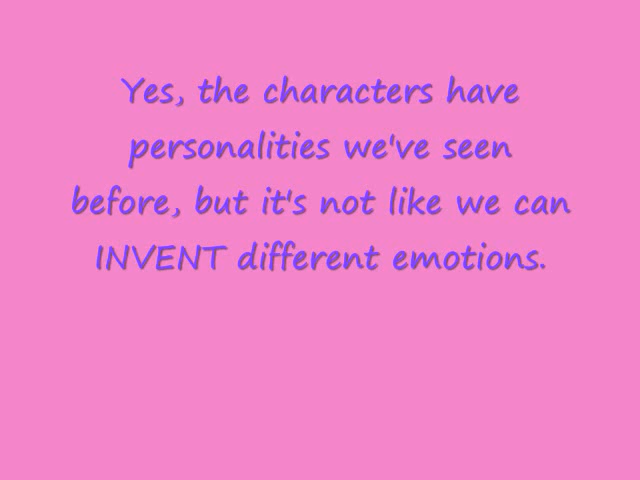 Yes, the characters have
personalities we've seen
before, but it's not like we can
INVENT different emotions.